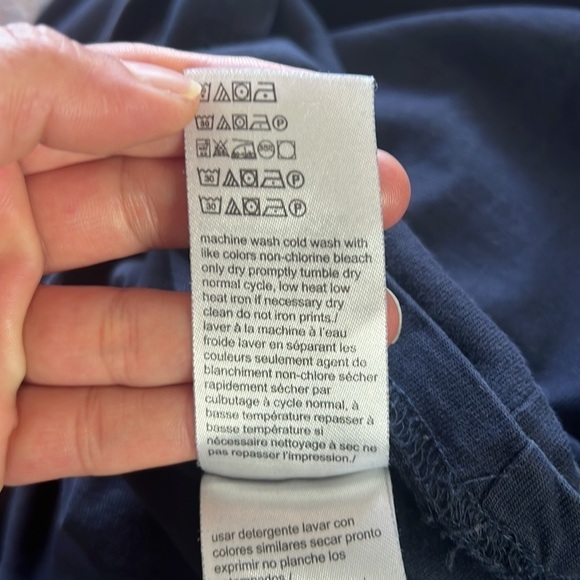 30 P
30 P
30 P
machine wash cold wash with
like colors non-chlorine bleach
only dry promptly tumble dry
normal cycle, low heat low
heat iron if necessary dry
clean do not iron prints./
laver à la machine à l'eau
froide laver en séparant les
couleurs seulement agent do
blanchiment non-chlore sécher
rapidement sécher par
culbutage à cycle normal, à
basse température repasser à
basse température si
nécessaire nettoyage à sec ne
pas repasser l'impression./
usar detergente lavar con
colores similares secar pronto
exprimir no planche los